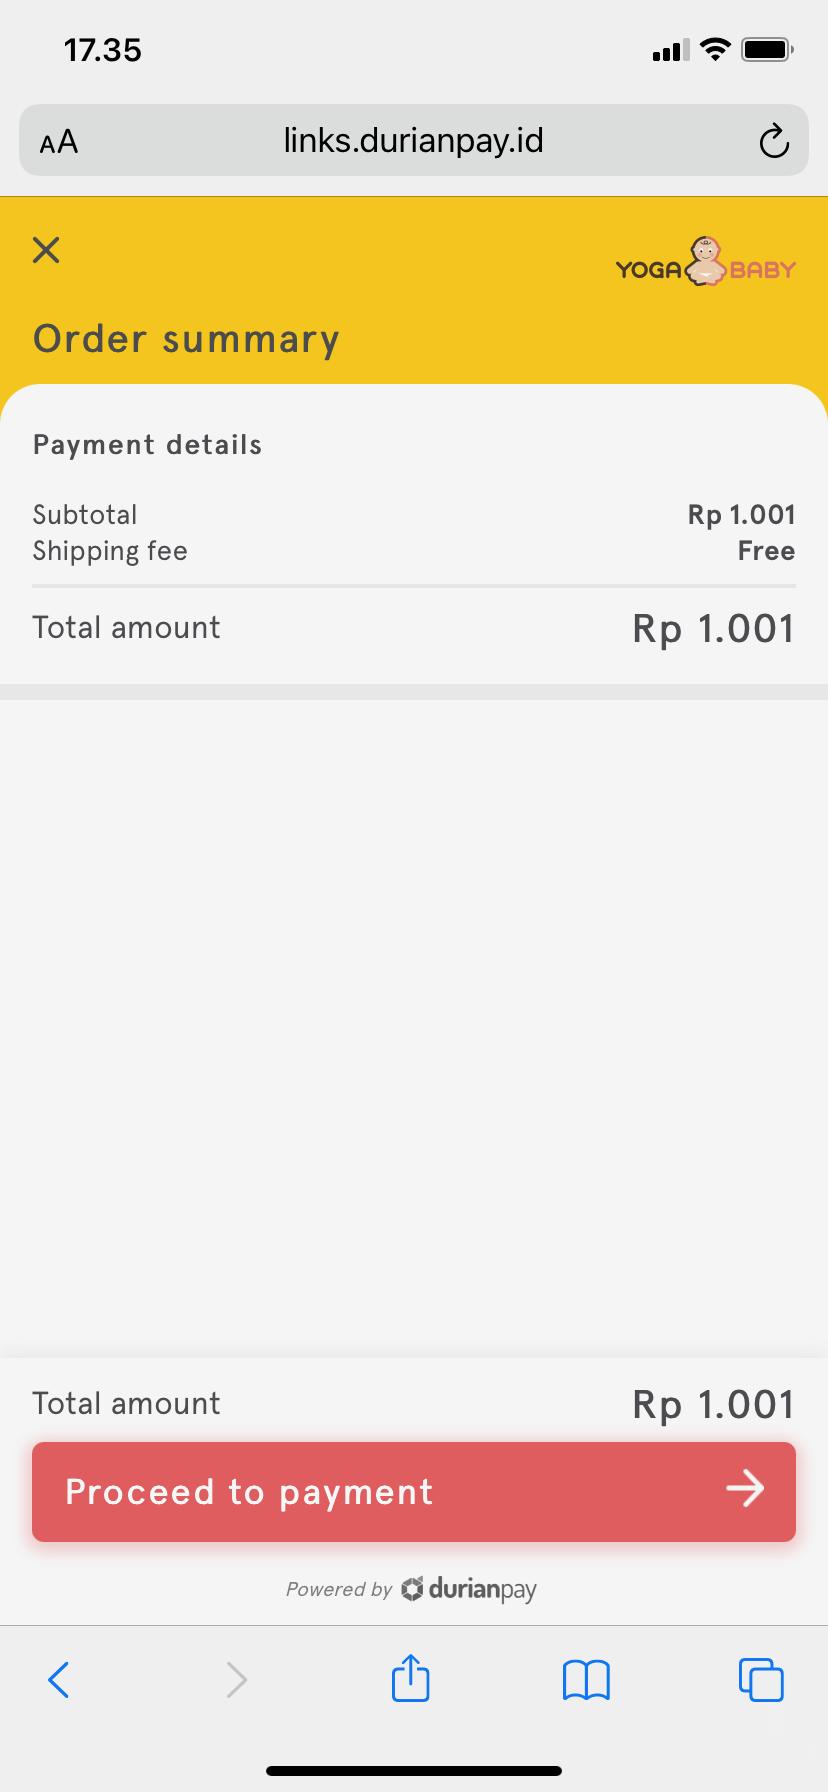 17.35
AA
links.durianpay.id
YOGA BABY
Order summary
Payment details
Subtotal Rp 1.001
Shipping fee Free
Total amount Rp 1.001
Total amount Rp 1.001
Proceed to payment
Powered by durianpay